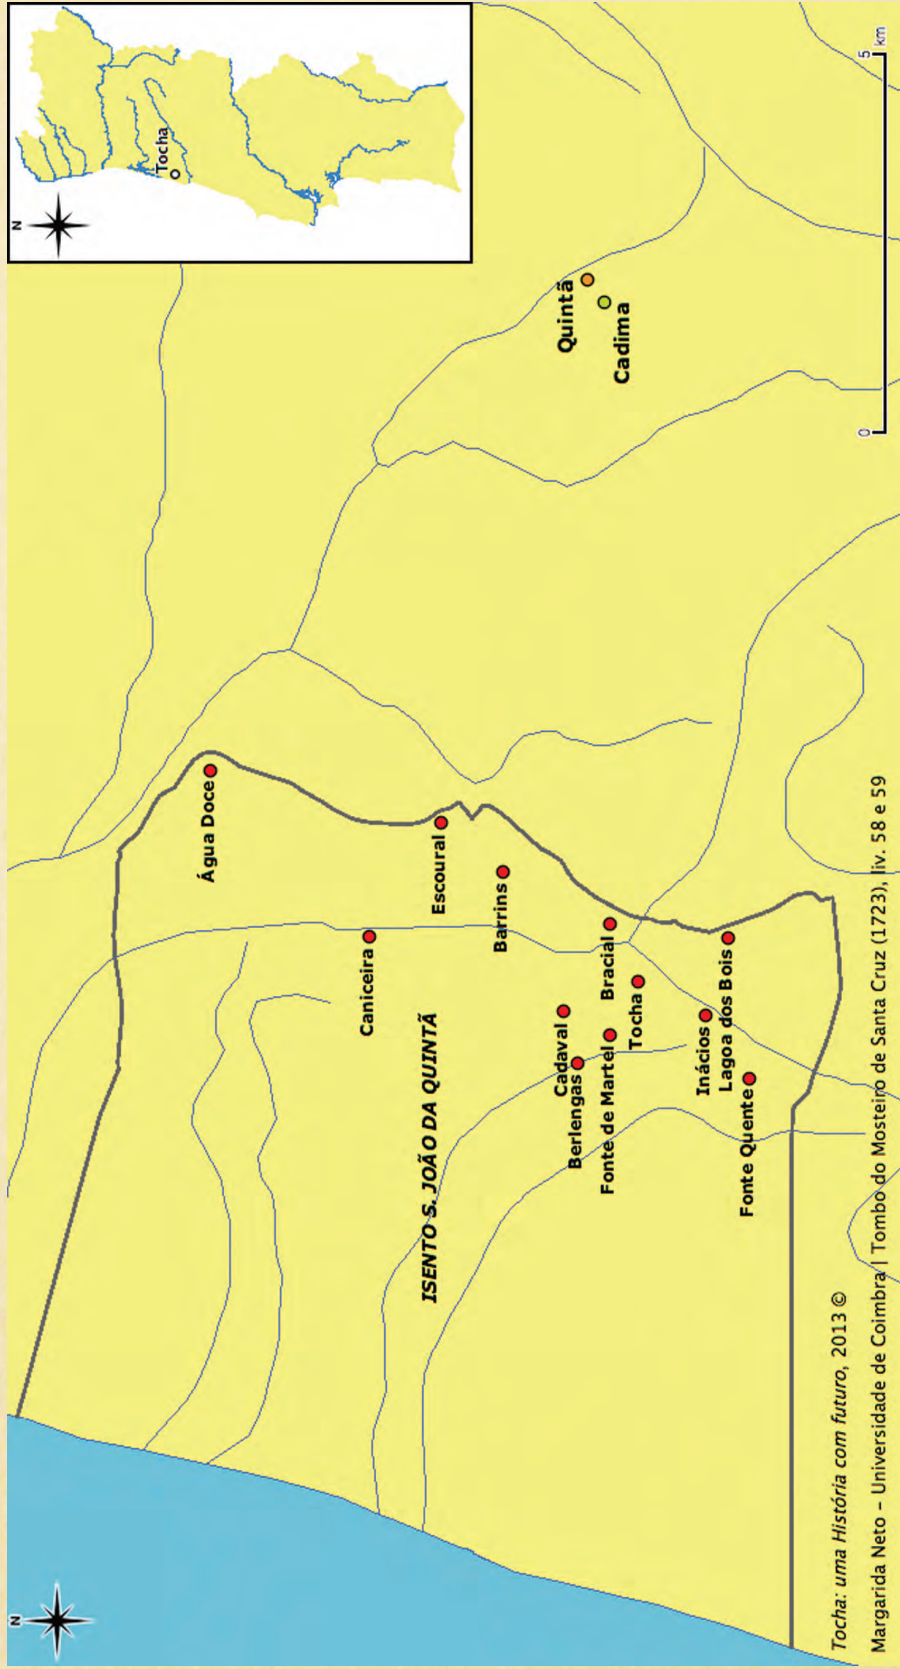 N
N
Tocha
Água Doce
Escoural
Barrins
Caniceira
ISENTO S. JOÃO DA QUINTÃ
Quintã
Cadima
Cadaval
Berlengas
Bracial
Fonte de Martel
Tocha
Inácios
Lagoa dos Bois
Fonte Quente
0 5
km
Tocha: uma História com futuro, 2013 ©
Margarida Neto – Universidade de Coimbra | Tombo do Mosteiro de Santa Cruz (1723), liv. 58 e 59